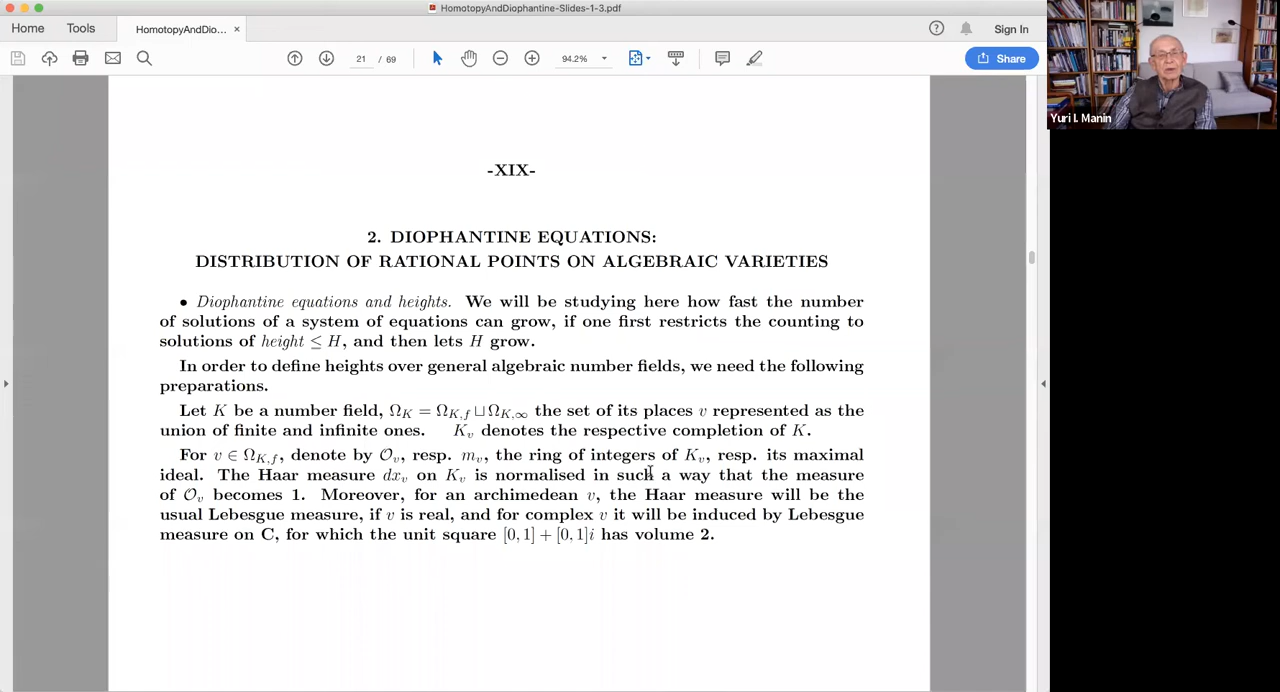 HomotopyAndDiophantine-Slides-1-3.pdf
Home Tools HomotopyAndDio... × Sign In
21 / 69 94.2% Share
Yuri I. Manin
-XIX-
2. DIOPHANTINE EQUATIONS:
DISTRIBUTION OF RATIONAL POINTS ON ALGEBRAIC VARIETIES
• Diophantine equations and heights. We will be studying here how fast the number
of solutions of a system of equations can grow, if one first restricts the counting to
solutions of height ≤ H, and then lets H grow.
In order to define heights over general algebraic number fields, we need the following
preparations.
Let K be a number field, Ω_K = Ω_{K,f} ⊔ Ω_{K,∞} the set of its places v represented as the
union of finite and infinite ones. K_v denotes the respective completion of K.
For v ∈ Ω_{K,f}, denote by O_v, resp. m_v, the ring of integers of K_v, resp. its maximal
ideal. The Haar measure dx_v on K_v is normalised in such a way that the measure
of O_v becomes 1. Moreover, for an archimedean v, the Haar measure will be the
usual Lebesgue measure, if v is real, and for complex v it will be induced by Lebesgue
measure on C, for which the unit square [0, 1] + [0, 1]i has volume 2.